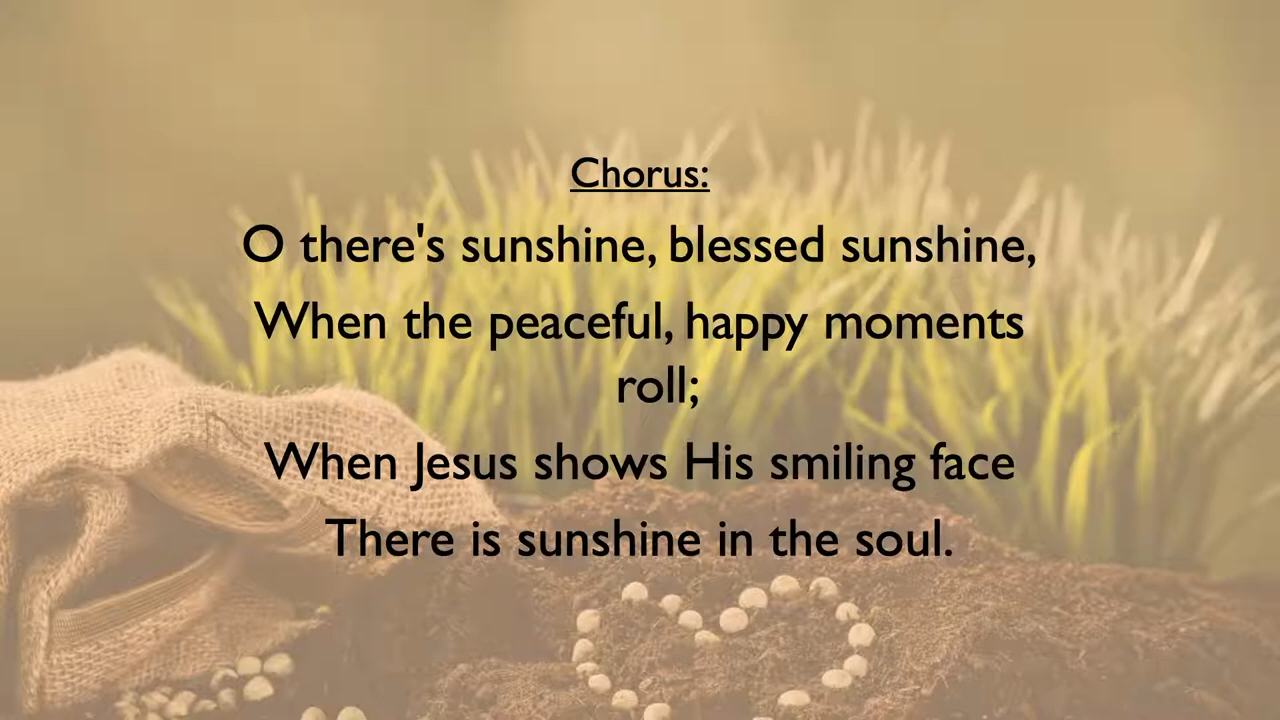 Chorus:
O there's sunshine, blessed sunshine,
When the peaceful, happy moments
roll;
When Jesus shows His smiling face
There is sunshine in the soul.